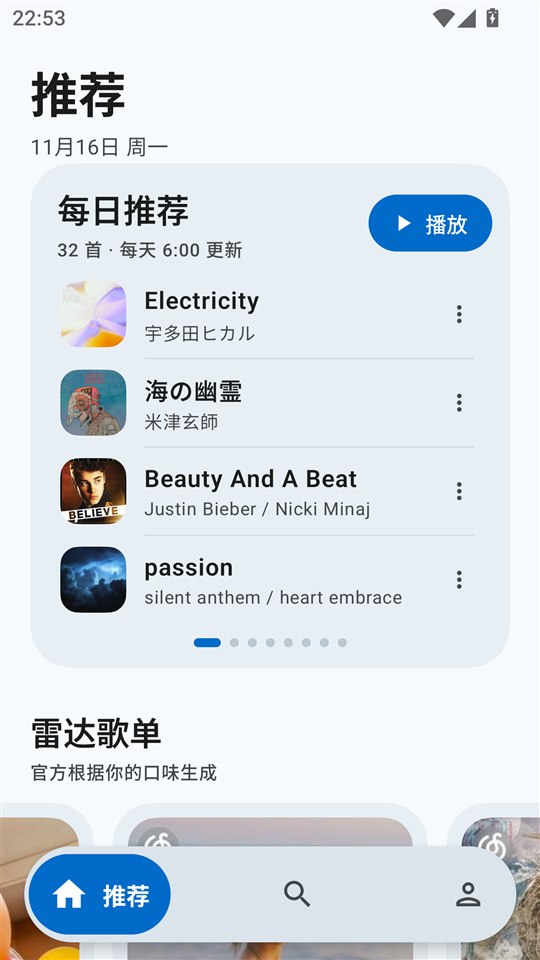 22:53
推荐
11月16日 周一
每日推荐
32 首 · 每天 6:00 更新
播放
Electricity
宇多田ヒカル
海の幽霊
米津玄師
Beauty And A Beat
Justin Bieber / Nicki Minaj
BELIEVE
passion
silent anthem / heart embrace
雷达歌单
官方根据你的口味生成
推荐